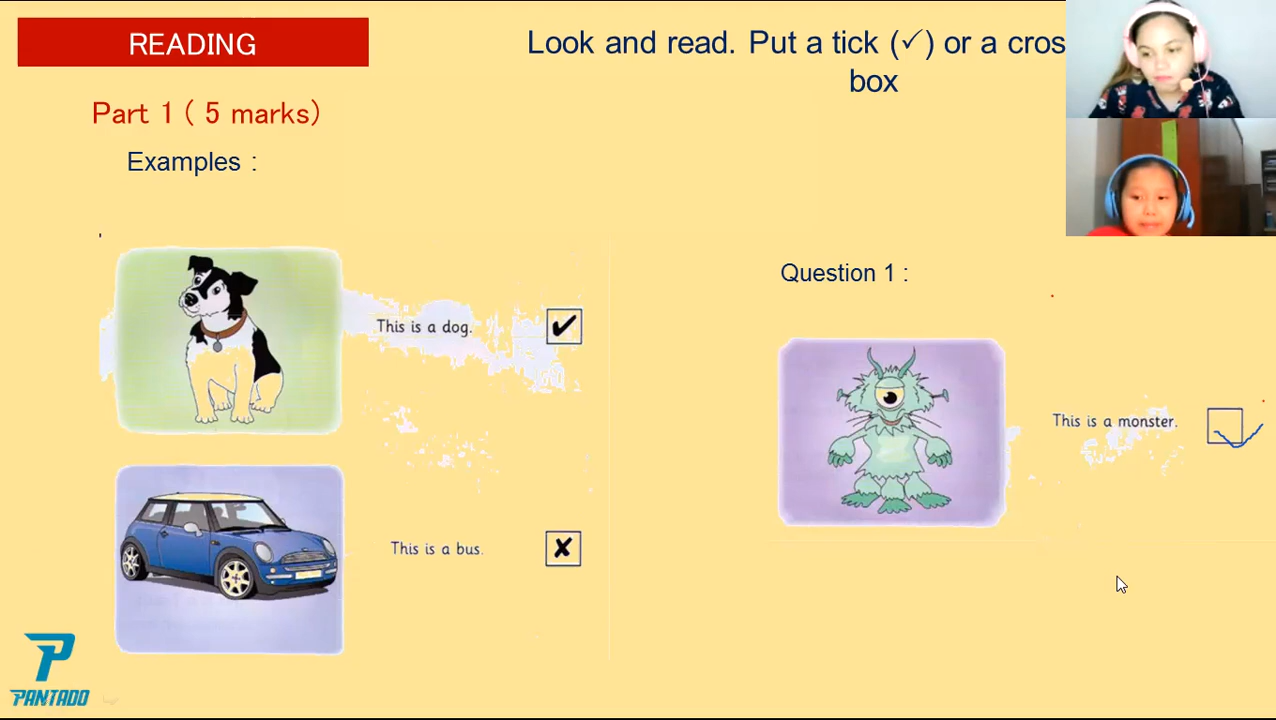 READING
Look and read. Put a tick (✓) or a cros
box
Part 1 ( 5 marks)
Examples :
This is a dog.
This is a bus.
Question 1 :
This is a monster.
PANTADO